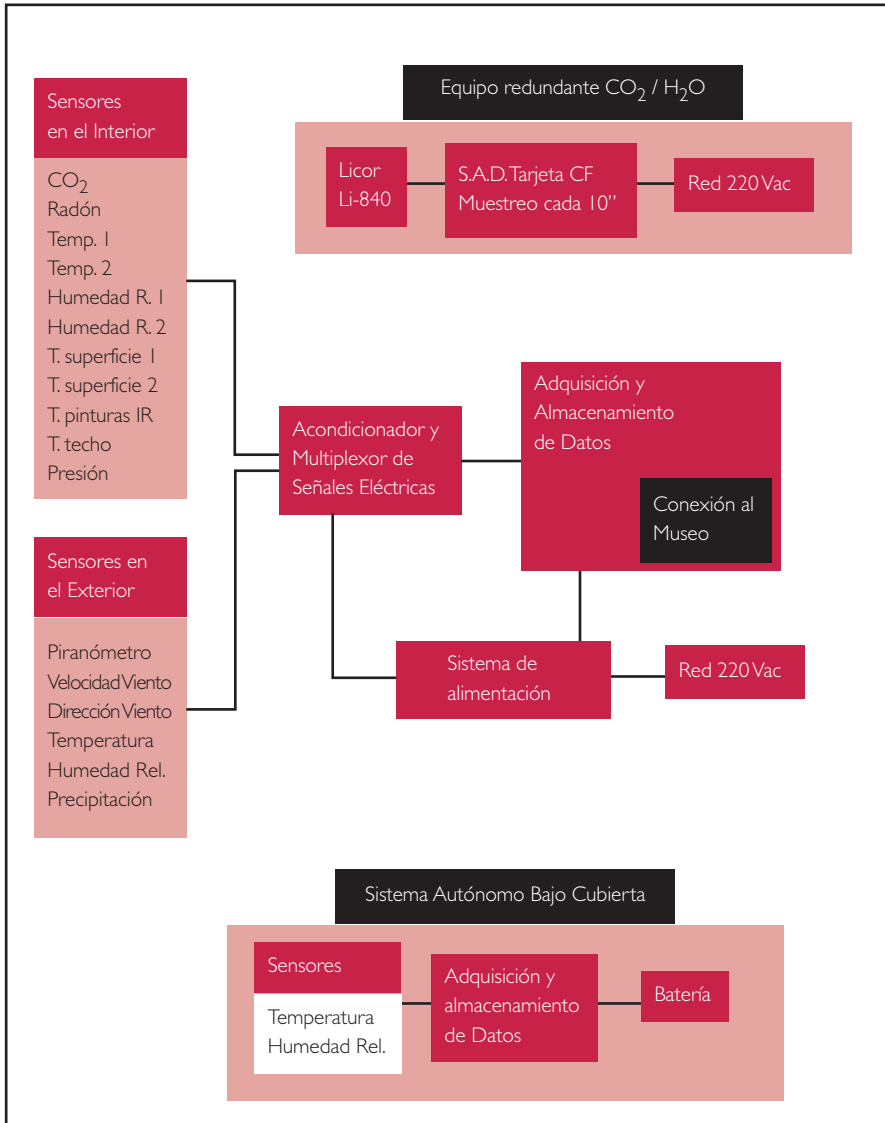 Sensores
en el Interior
CO₂
Radón
Temp. 1
Temp. 2
Humedad R. 1
Humedad R. 2
T. superficie 1
T. superficie 2
T. pinturas IR
T. techo
Presión
Sensores en
el Exterior
Piranómetro
Velocidad Viento
Dirección Viento
Temperatura
Humedad Rel.
Precipitación
Equipo redundante CO₂ / H₂O
Licor
Li-840
S.A.D. Tarjeta CF
Muestreo cada 10”
Red 220 Vac
Acondicionador y
Multiplexor de
Señales Eléctricas
Adquisición y
Almacenamiento
de Datos
Conexión al
Museo
Sistema de
alimentación
Red 220 Vac
Sistema Autónomo Bajo Cubierta
Sensores
Temperatura
Humedad Rel.
Adquisición y
almacenamiento
de Datos
Batería